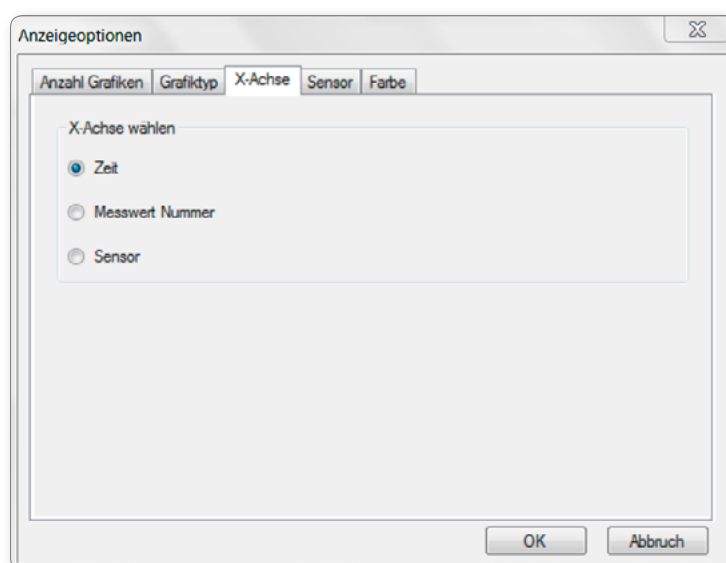 Anzeigeoptionen
Anzahl Grafiken Grafiktyp X-Achse Sensor Farbe
X-Achse wählen
Zeit
Messwert Nummer
Sensor
OK Abbruch